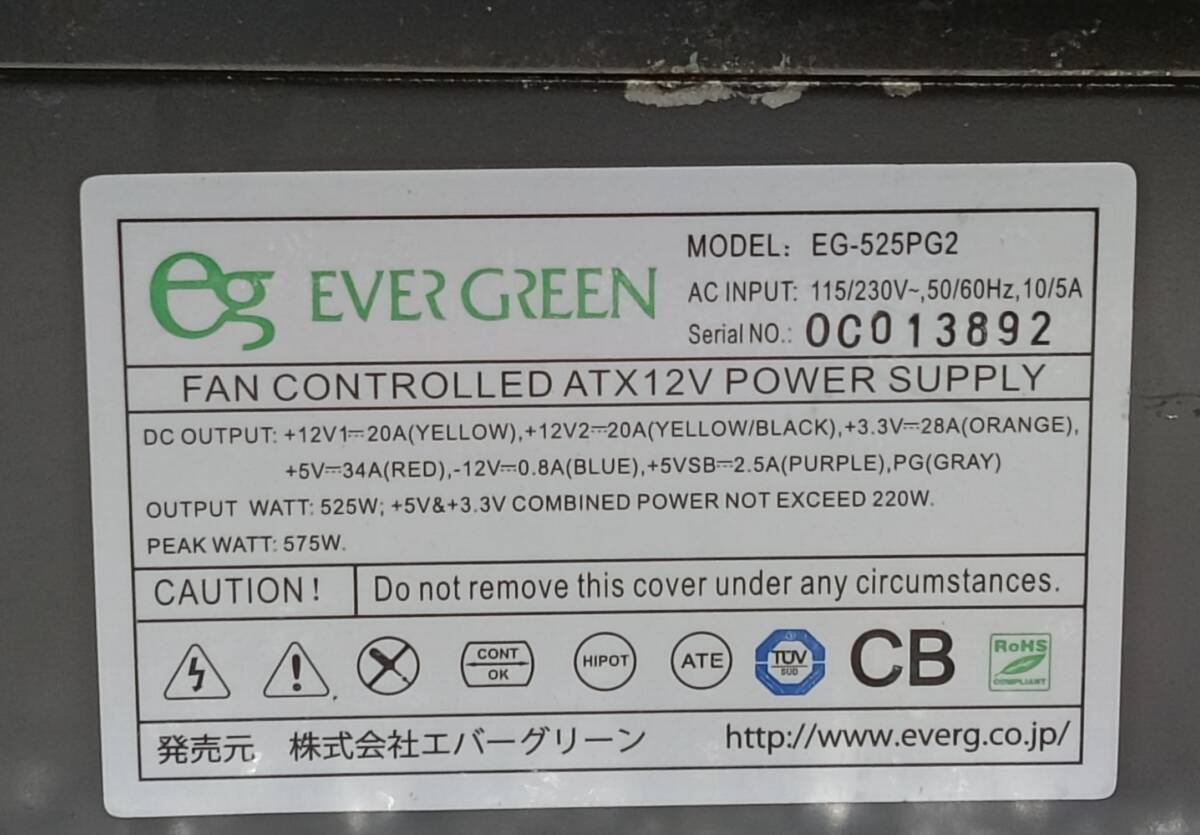 eg EVER GREEN
MODEL: EG-525PG2
AC INPUT: 115/230V~,50/60Hz,10/5A
Serial NO.: 0C013892
FAN CONTROLLED ATX12V POWER SUPPLY
DC OUTPUT: +12V1⎓20A(YELLOW),+12V2⎓20A(YELLOW/BLACK),+3.3V⎓28A(ORANGE),
+5V⎓34A(RED),-12V⎓0.8A(BLUE),+5VSB⎓2.5A(PURPLE),PG(GRAY)
OUTPUT WATT: 525W; +5V&+3.3V COMBINED POWER NOT EXCEED 220W.
PEAK WATT: 575W.
CAUTION! Do not remove this cover under any circumstances.
CONT
OK
HIPOT
ATE
TÜV
SUD
CB
RoHS
COMPLIANT
発売元 株式会社エバーグリーン http://www.everg.co.jp/